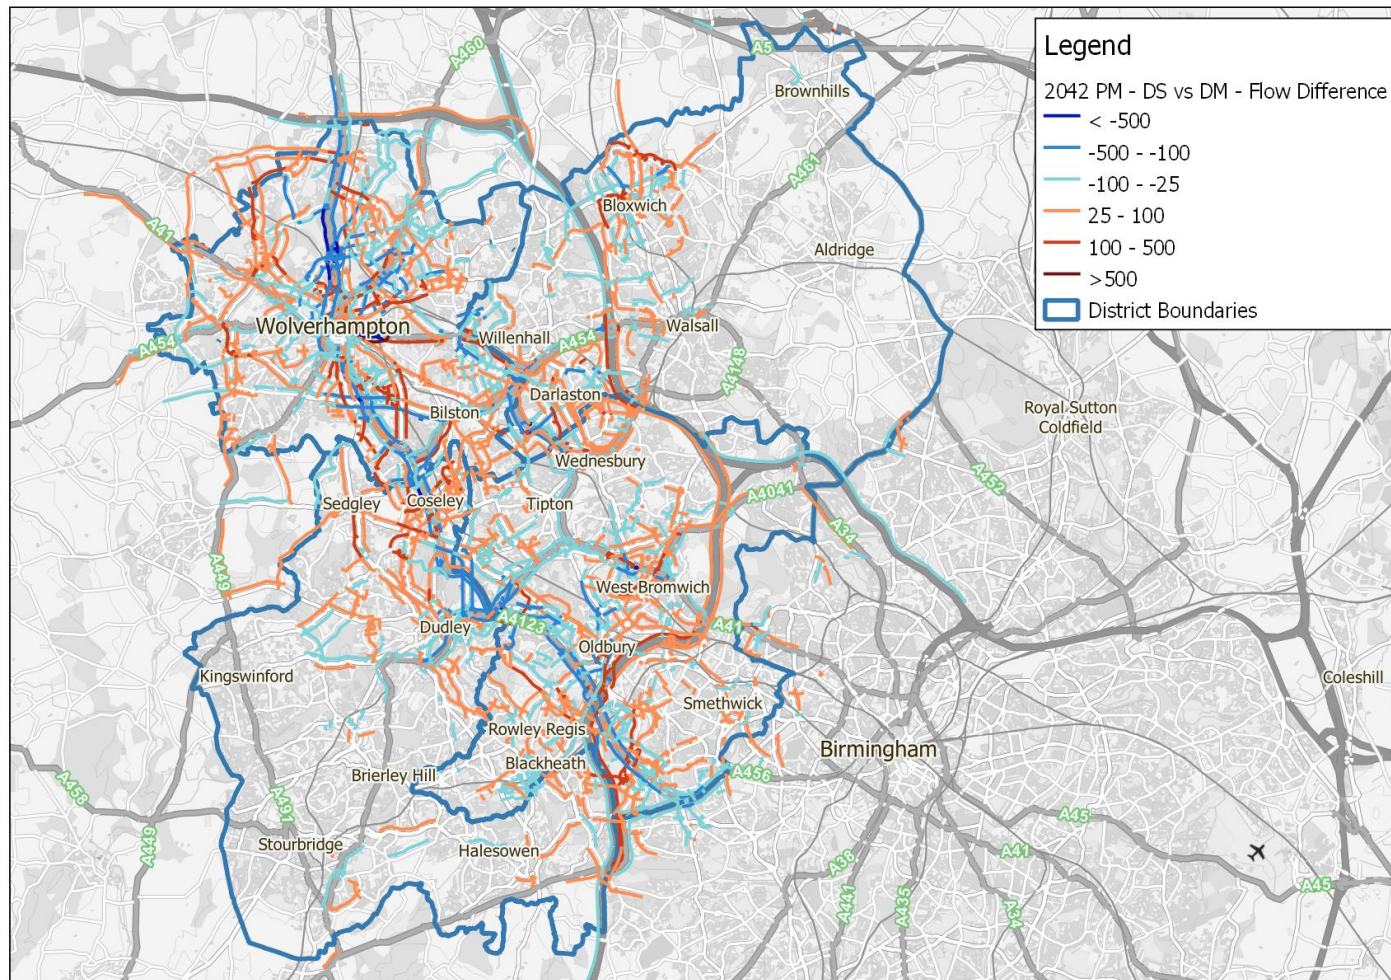 Legend
2042 PM - DS vs DM - Flow Difference
< -500
-500 - -100
-100 - -25
25 - 100
100 - 500
>500
District Boundaries
A460
A5
Brownhills
A461
Bloxwich
A41
Aldridge
Wolverhampton
Willenhall
A454
Walsall
A454
A4148
Darlaston
Bilston
Royal Sutton
Coldfield
Wednesbury
A452
A4041
Sedgley
Coseley
Tipton
A34
A449
West Bromwich
A4123
Dudley
A41
Oldbury
Kingswinford
Coleshill
Smethwick
Rowley Regis
Birmingham
Blackheath
Brierley Hill
A456
A458
A491
A449
A45
Stourbridge
Halesowen
A38
A41
A45
A441
A435
A34